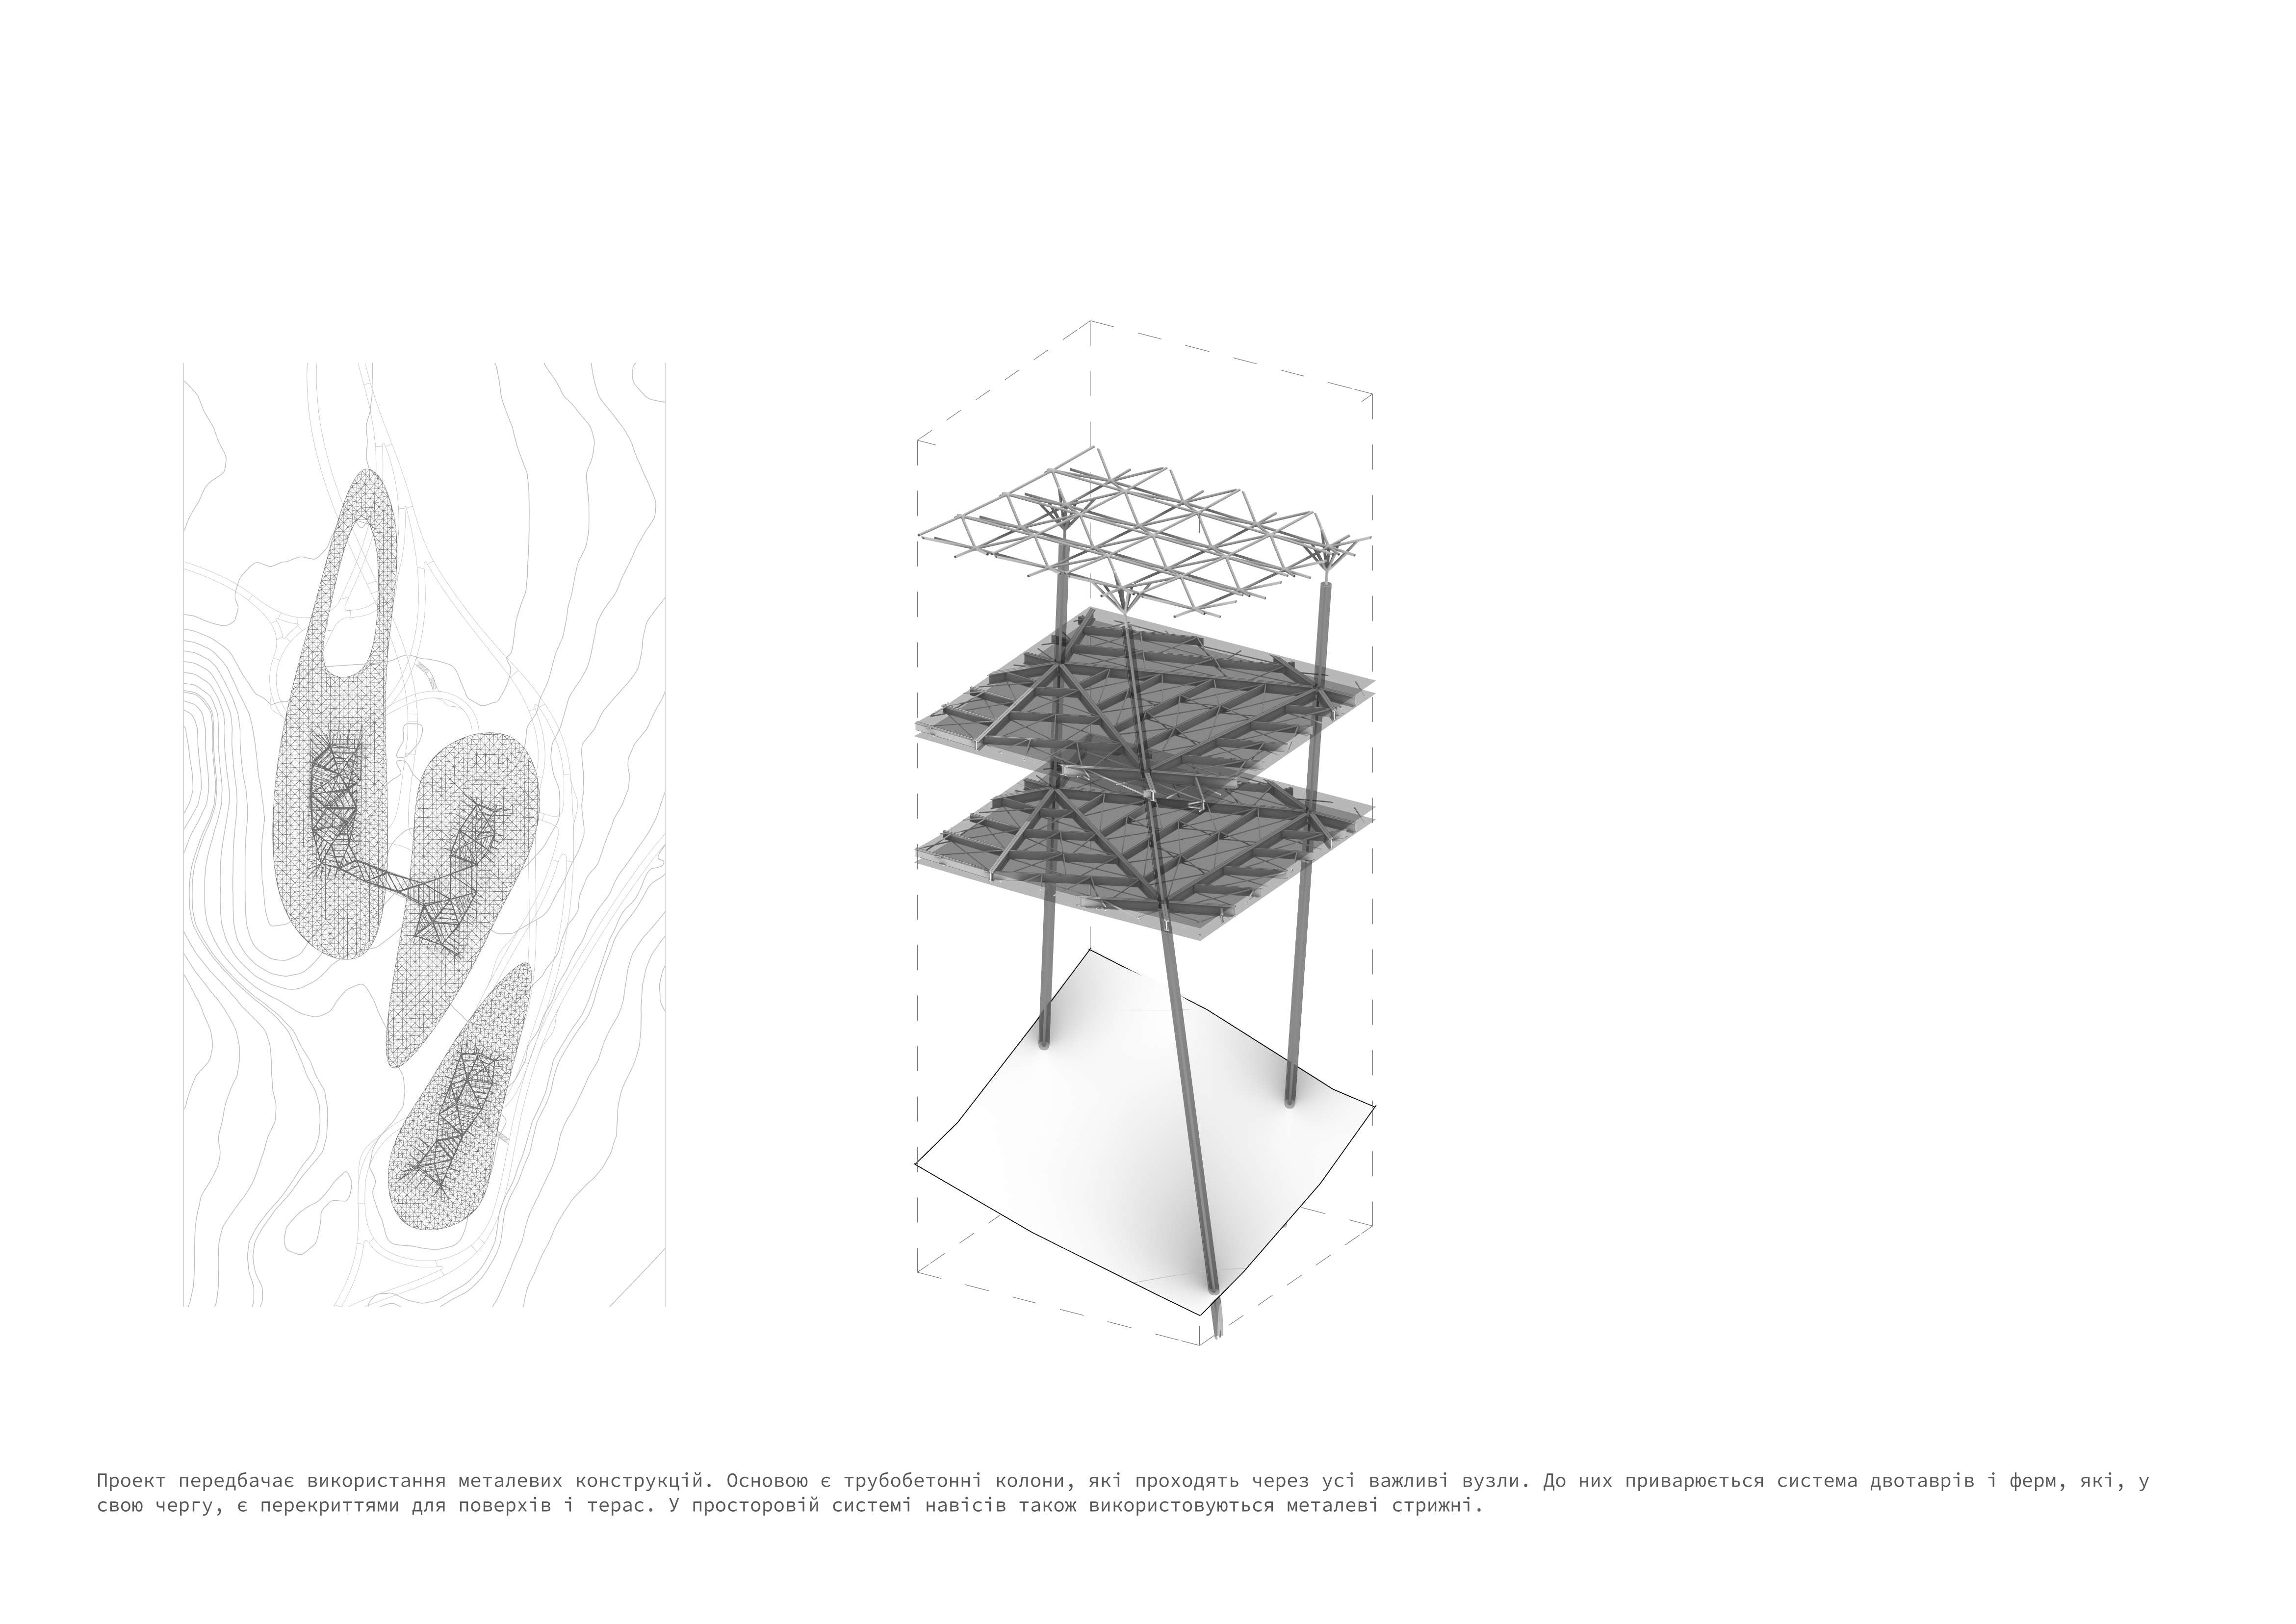 Проект передбачає використання металевих конструкцій. Основою є трубобетонні колони, які проходять через усі важливі вузли. До них приварюється система двотаврів і ферм, які, у
свою чергу, є перекриттями для поверхів і терас. У просторовій системі навісів також використовуються металеві стрижні.